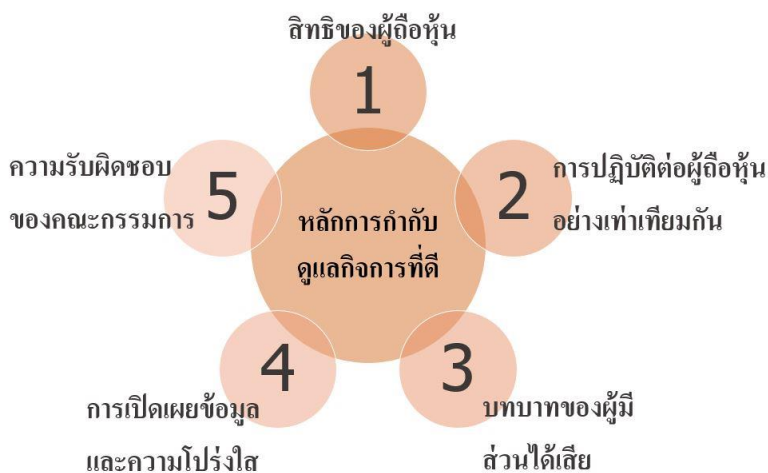 สิทธิของผู้ถือหุ้น
1
2
การปฏิบัติต่อผู้ถือหุ้น
อย่างเท่าเทียมกัน
3
บทบาทของผู้มี
ส่วนได้เสีย
4
การเปิดเผยข้อมูล
และความโปร่งใส
5
ความรับผิดชอบ
ของคณะกรรมการ
หลักการกำกับ
ดูแลกิจการที่ดี